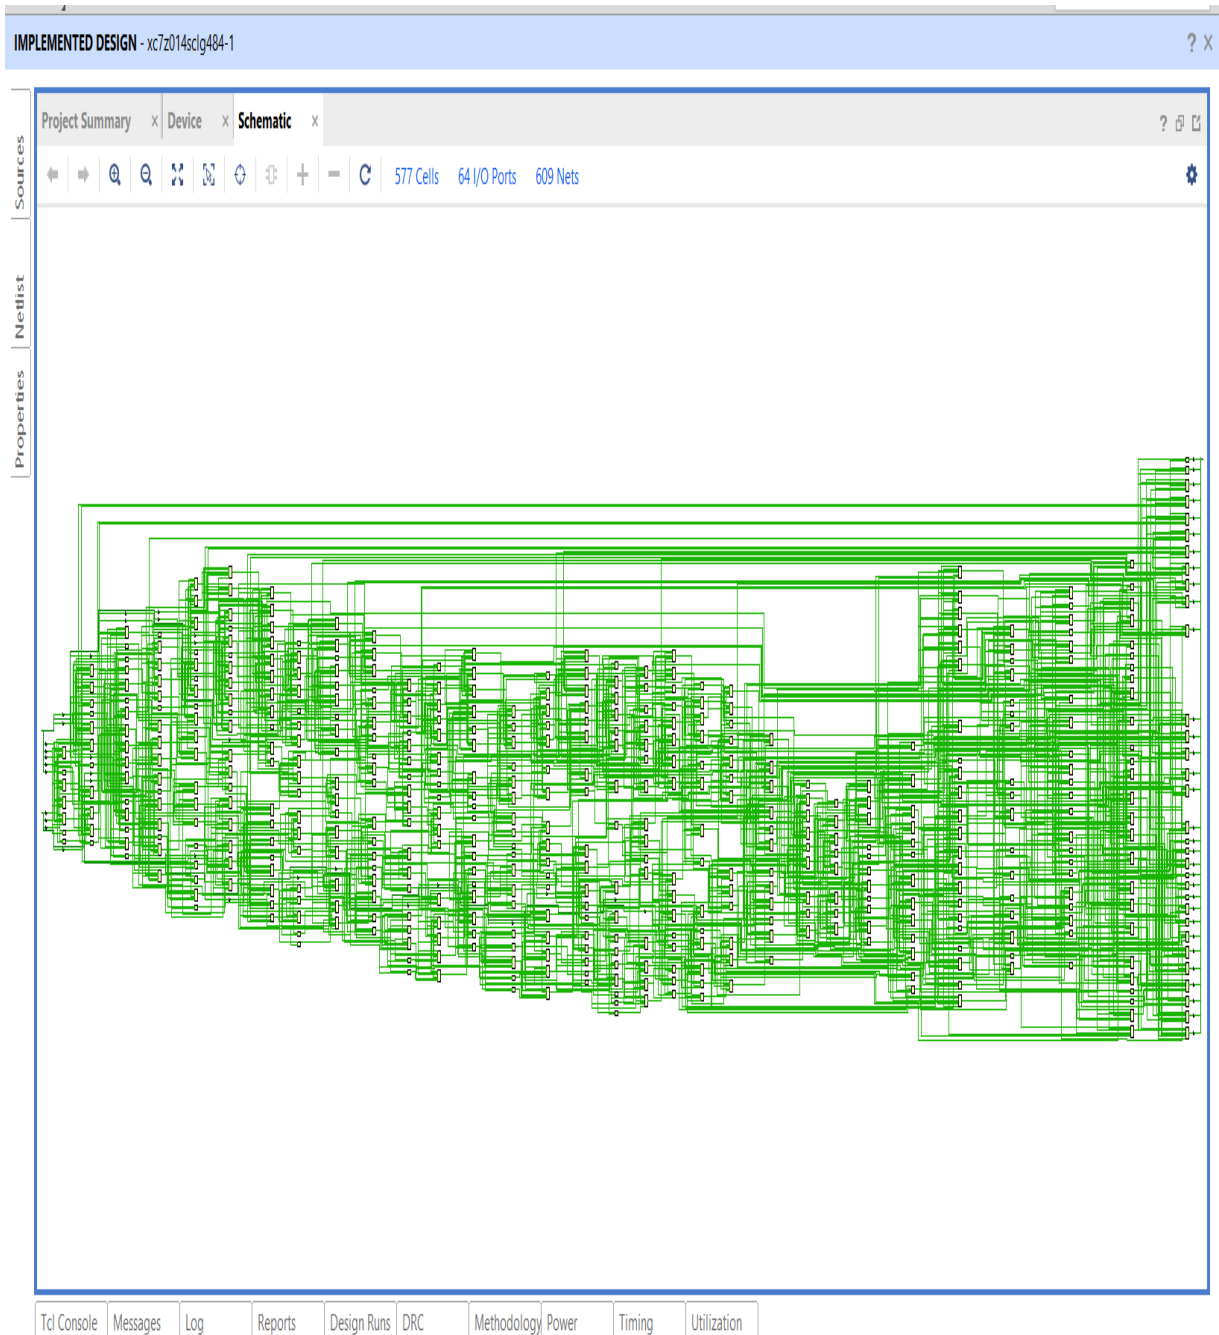 IMPLEMENTED DESIGN - xc7z014sclg484-1
Sources
Netlist
Properties
Project Summary
Device
Schematic
577 Cells
64 I/O Ports
609 Nets
Tcl Console
Messages
Log
Reports
Design Runs
DRC
Methodology
Power
Timing
Utilization